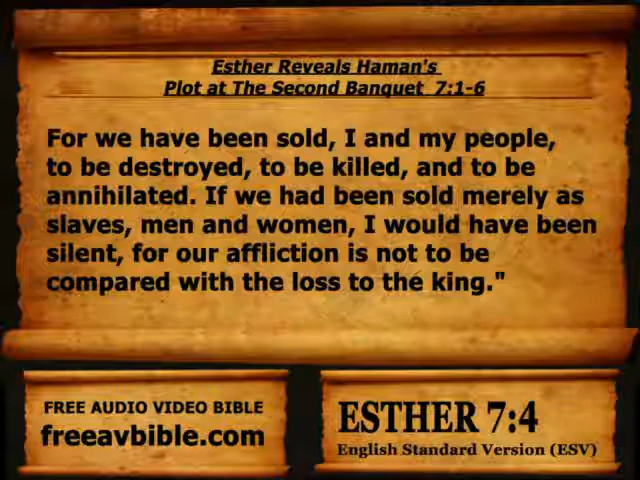 Esther Reveals Haman's
Plot at The Second Banquet 7:1-6
For we have been sold, I and my people,
to be destroyed, to be killed, and to be
annihilated. If we had been sold merely as
slaves, men and women, I would have been
silent, for our affliction is not to be
compared with the loss to the king."
FREE AUDIO VIDEO BIBLE
freeavbible.com
ESTHER 7:4
English Standard Version (ESV)